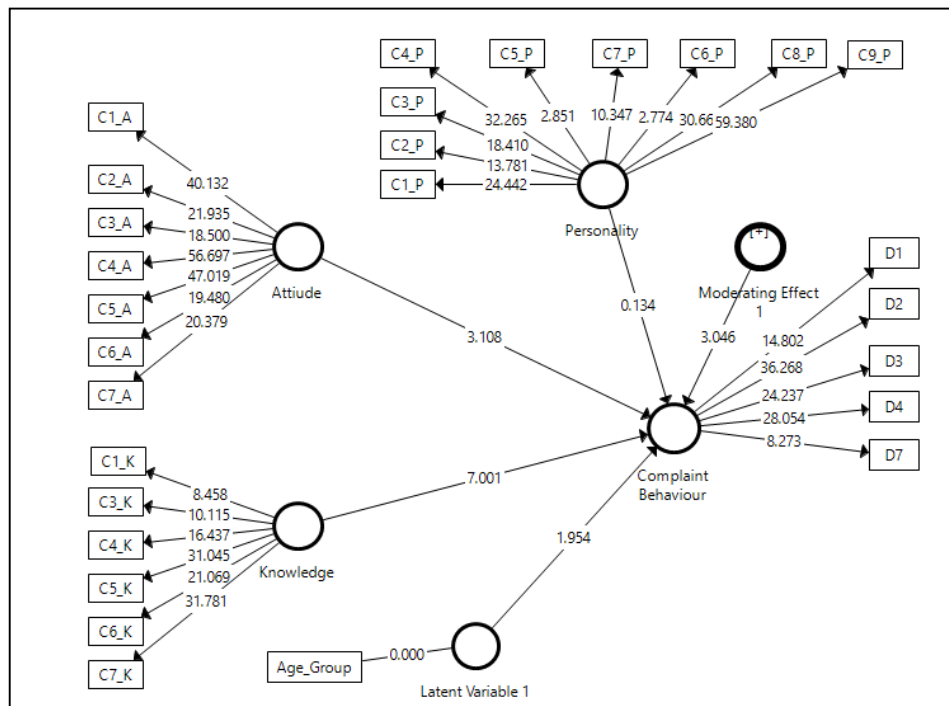 C4_P
C5_P
C7_P
C6_P
C8_P
C9_P
C3_P
C2_P
C1_P
32.265
2.851
10.347
2.774
30.66
59.380
18.410
13.781
24.442
Personality
C1_A
C2_A
C3_A
C4_A
C5_A
C6_A
C7_A
40.132
21.935
18.500
56.697
47.019
19.480
20.379
Attiude
[+]
Moderating Effect
1
0.134
3.046
3.108
D1
D2
D3
D4
D7
14.802
36.268
24.237
28.054
8.273
Complaint
Behaviour
C1_K
C3_K
C4_K
C5_K
C6_K
C7_K
8.458
10.115
16.437
31.045
21.069
31.781
Knowledge
7.001
1.954
Age_Group
0.000
Latent Variable 1